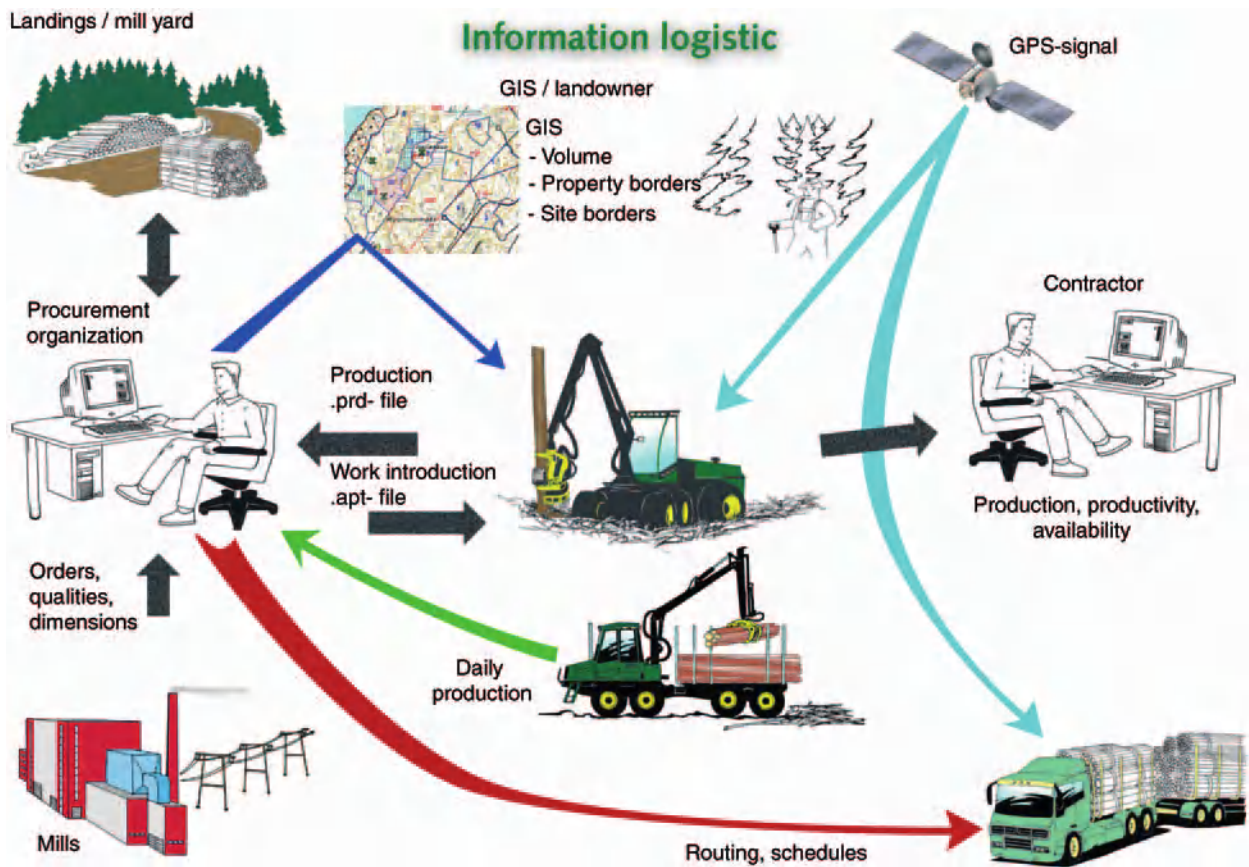 Landings / mill yard
Information logistic
GPS-signal
GIS / landowner
GIS
- Volume
- Property borders
- Site borders
Procurement
organization
Contractor
Production
.prd- file
Work introduction
.apt- file
Production, productivity,
availability
Orders,
qualities,
dimensions
Daily
production
Mills
Routing, schedules